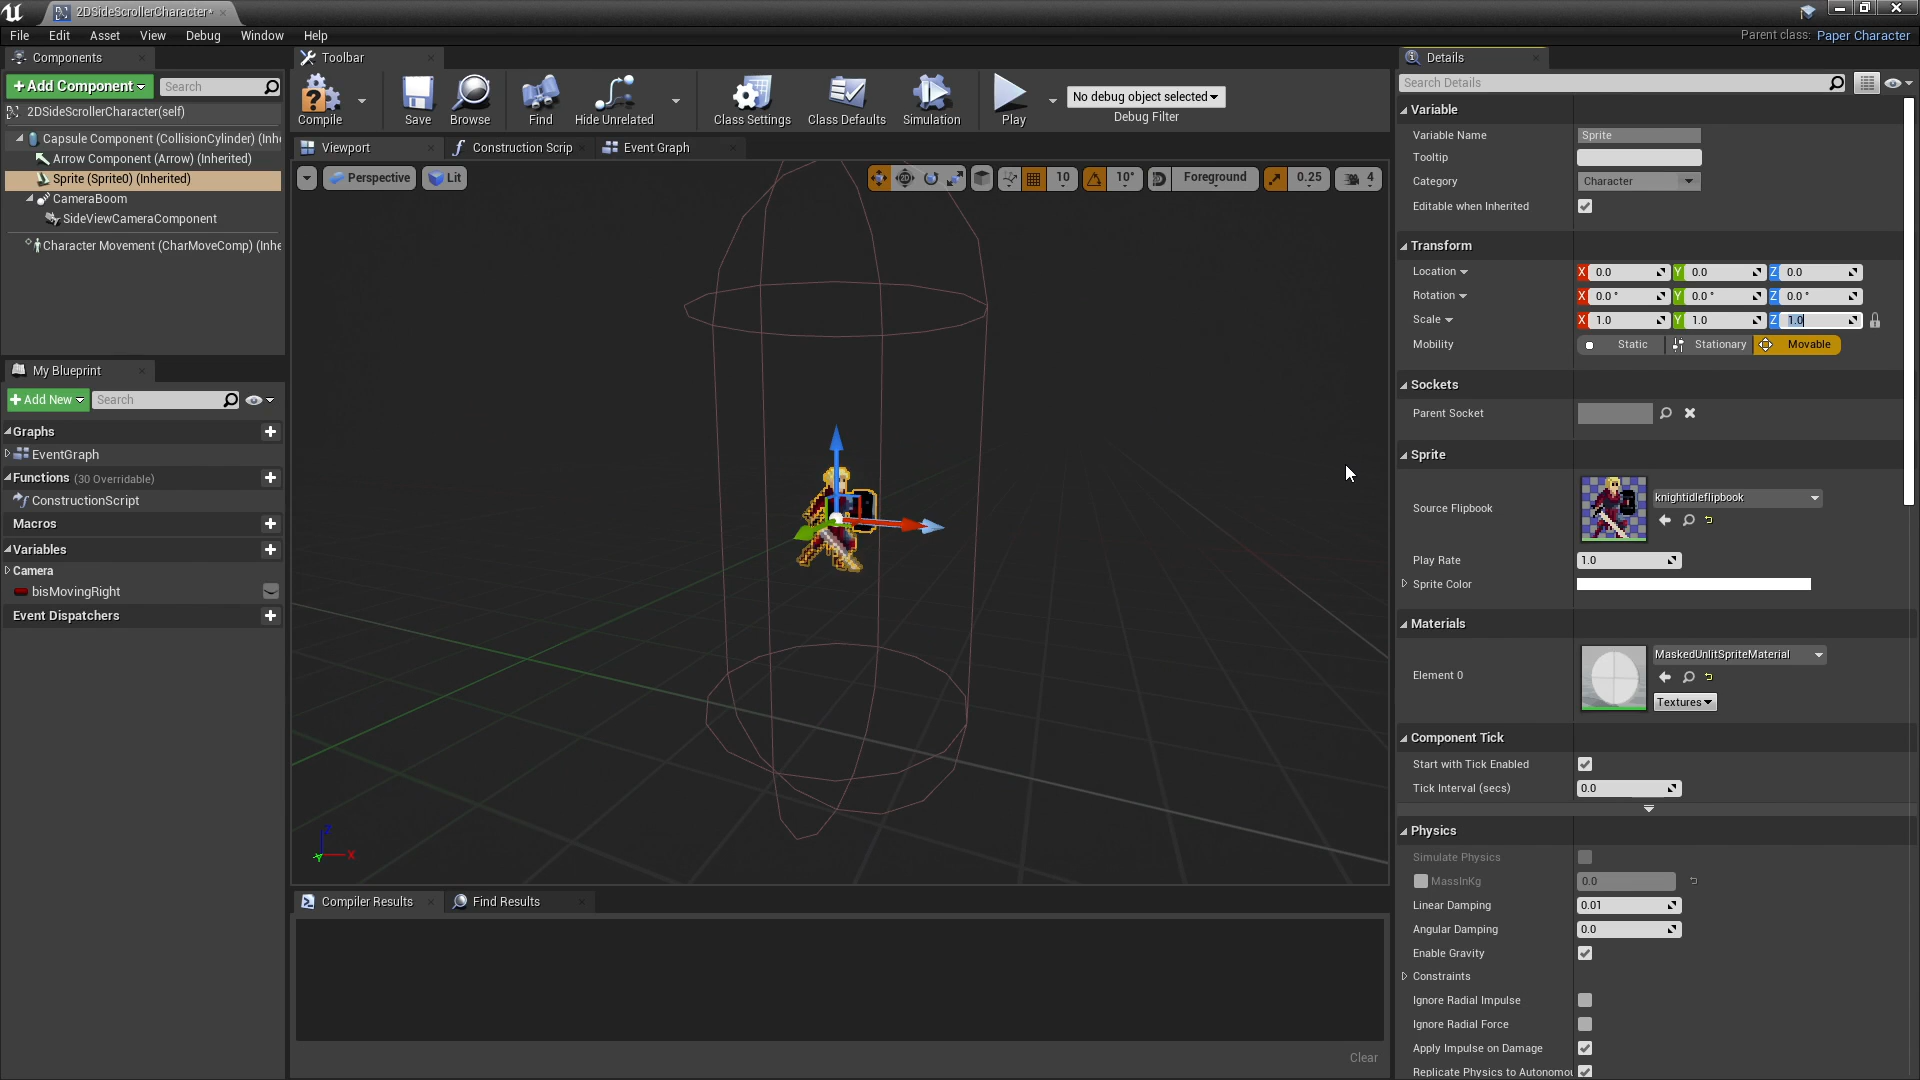 2DSideScrollerCharacter*
File Edit Asset View Debug Window Help
Parent class: Paper Character
Components
+ Add Component
Search
2DSideScrollerCharacter(self)
Capsule Component (CollisionCylinder) (Inhe
Arrow Component (Arrow) (Inherited)
Sprite (Sprite0) (Inherited)
CameraBoom
SideViewCameraComponent
Character Movement (CharMoveComp) (Inhe
My Blueprint
+ Add New
Search
Graphs
EventGraph
Functions (30 Overridable)
ConstructionScript
Macros
Variables
Camera
bisMovingRight
Event Dispatchers
Toolbar
Compile
Save
Browse
Find
Hide Unrelated
Class Settings
Class Defaults
Simulation
Play
No debug object selected
Debug Filter
Viewport
Construction Scrip
Event Graph
Perspective
Lit
10
10°
Foreground
0.25
4
Z
X
Y
Compiler Results
Find Results
Clear
Details
Search Details
Variable
Variable Name Sprite
Tooltip
Category Character
Editable when Inherited
Transform
Location X 0.0 Y 0.0 Z 0.0
Rotation X 0.0 ° Y 0.0 ° Z 0.0 °
Scale X 1.0 Y 1.0 Z 1.0
Mobility Static Stationary Movable
Sockets
Parent Socket
Sprite
Source Flipbook knightidleflipbook
Play Rate 1.0
Sprite Color
Materials
Element 0 MaskedUnlitSpriteMaterial
Textures
Component Tick
Start with Tick Enabled
Tick Interval (secs) 0.0
Physics
Simulate Physics
MassInKg 0.0
Linear Damping 0.01
Angular Damping 0.0
Enable Gravity
Constraints
Ignore Radial Impulse
Ignore Radial Force
Apply Impulse on Damage
Replicate Physics to Autonomou